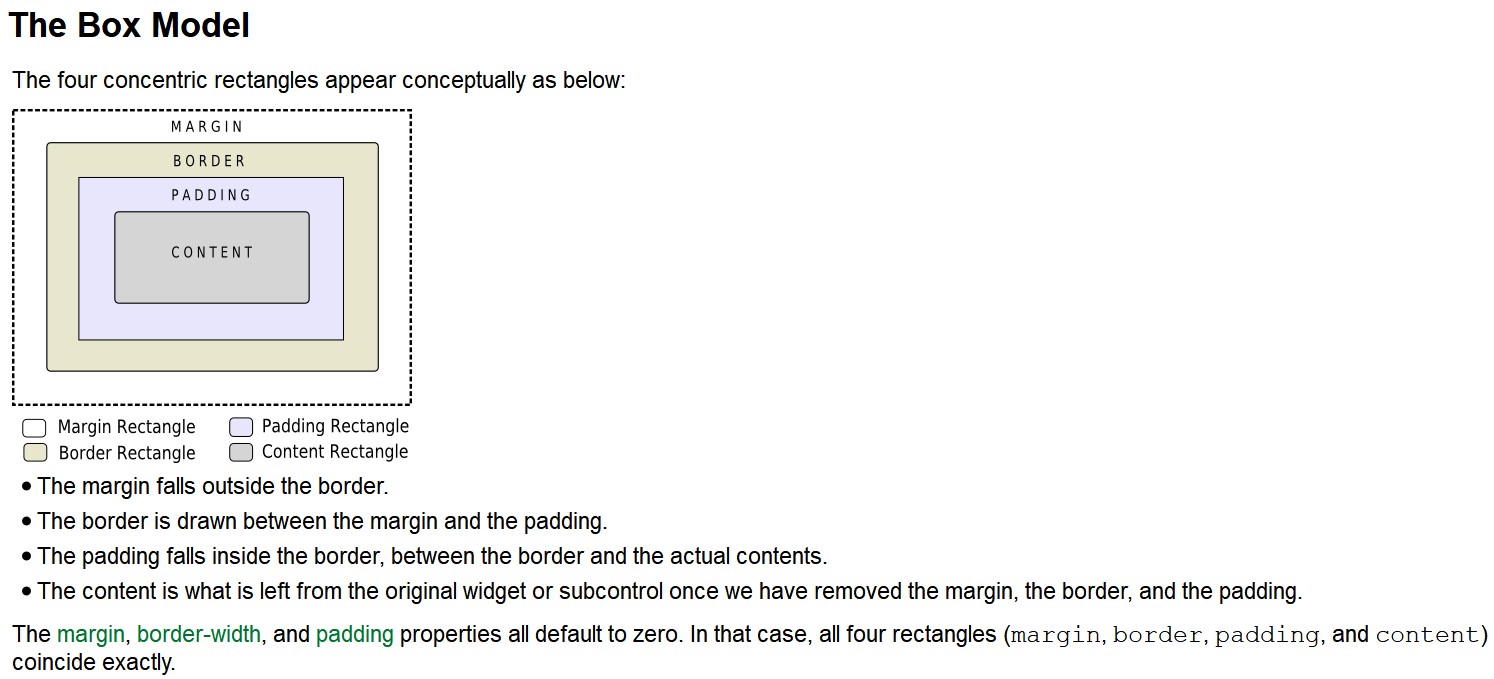 The Box Model
The four concentric rectangles appear conceptually as below:
MARGIN
BORDER
PADDING
CONTENT
Margin Rectangle Padding Rectangle
Border Rectangle Content Rectangle
• The margin falls outside the border.
• The border is drawn between the margin and the padding.
• The padding falls inside the border, between the border and the actual contents.
• The content is what is left from the original widget or subcontrol once we have removed the margin, the border, and the padding.
The margin, border-width, and padding properties all default to zero. In that case, all four rectangles (margin, border, padding, and content)
coincide exactly.